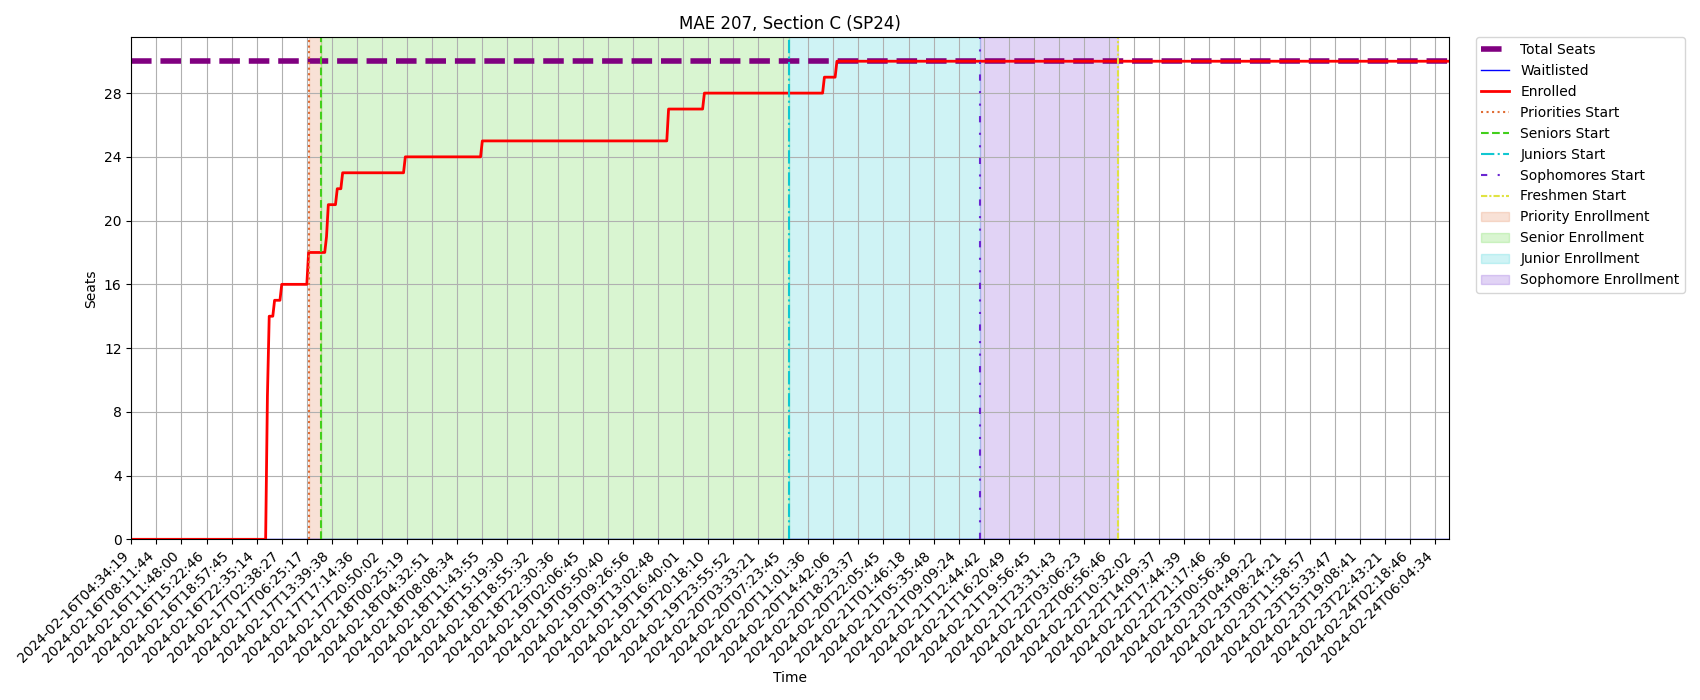 MAE 207, Section C (SP24)
Total Seats
Waitlisted
Enrolled
Priorities Start
Seniors Start
Juniors Start
Sophomores Start
Freshmen Start
Priority Enrollment
Senior Enrollment
Junior Enrollment
Sophomore Enrollment
Seats
28
24
20
16
12
8
4
0
2024-02-16T04:34:19
2024-02-16T08:11:44
2024-02-16T11:48:00
2024-02-16T15:22:46
2024-02-16T18:57:45
2024-02-16T22:35:14
2024-02-17T02:38:27
2024-02-17T06:25:17
2024-02-17T13:39:38
2024-02-17T17:14:36
2024-02-17T20:50:02
2024-02-18T00:25:19
2024-02-18T04:32:51
2024-02-18T08:08:34
2024-02-18T11:43:55
2024-02-18T15:19:30
2024-02-18T18:55:32
2024-02-18T22:30:36
2024-02-19T02:06:45
2024-02-19T05:50:40
2024-02-19T09:26:56
2024-02-19T13:02:48
2024-02-19T16:40:01
2024-02-19T20:18:10
2024-02-19T23:55:52
2024-02-20T03:33:21
2024-02-20T07:23:45
2024-02-20T11:01:36
2024-02-20T14:42:06
2024-02-20T18:23:37
2024-02-20T22:05:45
2024-02-21T01:46:18
2024-02-21T05:35:48
2024-02-21T09:09:24
2024-02-21T12:44:42
2024-02-21T16:20:49
2024-02-21T19:56:45
2024-02-21T23:31:43
2024-02-22T03:06:23
2024-02-22T06:56:46
2024-02-22T10:32:02
2024-02-22T14:09:37
2024-02-22T17:44:39
2024-02-22T21:17:46
2024-02-23T00:56:36
2024-02-23T04:49:22
2024-02-23T08:24:21
2024-02-23T11:58:57
2024-02-23T15:33:47
2024-02-23T19:08:41
2024-02-23T22:43:21
2024-02-24T02:18:46
2024-02-24T06:04:34
Time